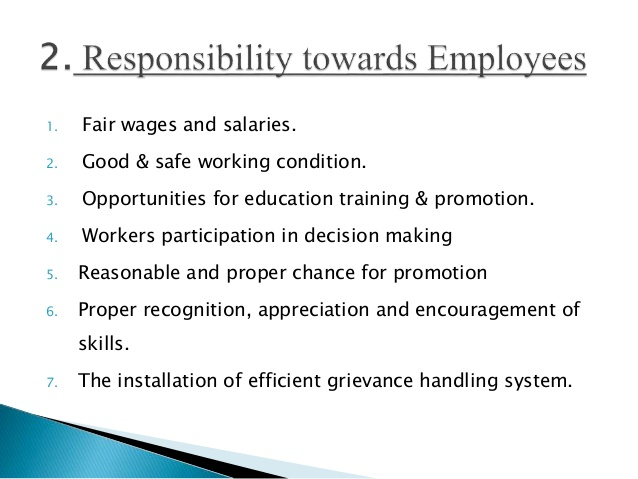 2. Responsibility towards Employees
1. Fair wages and salaries.
2. Good & safe working condition.
3. Opportunities for education training & promotion.
4. Workers participation in decision making
5. Reasonable and proper chance for promotion
6. Proper recognition, appreciation and encouragement of
skills.
7. The installation of efficient grievance handling system.